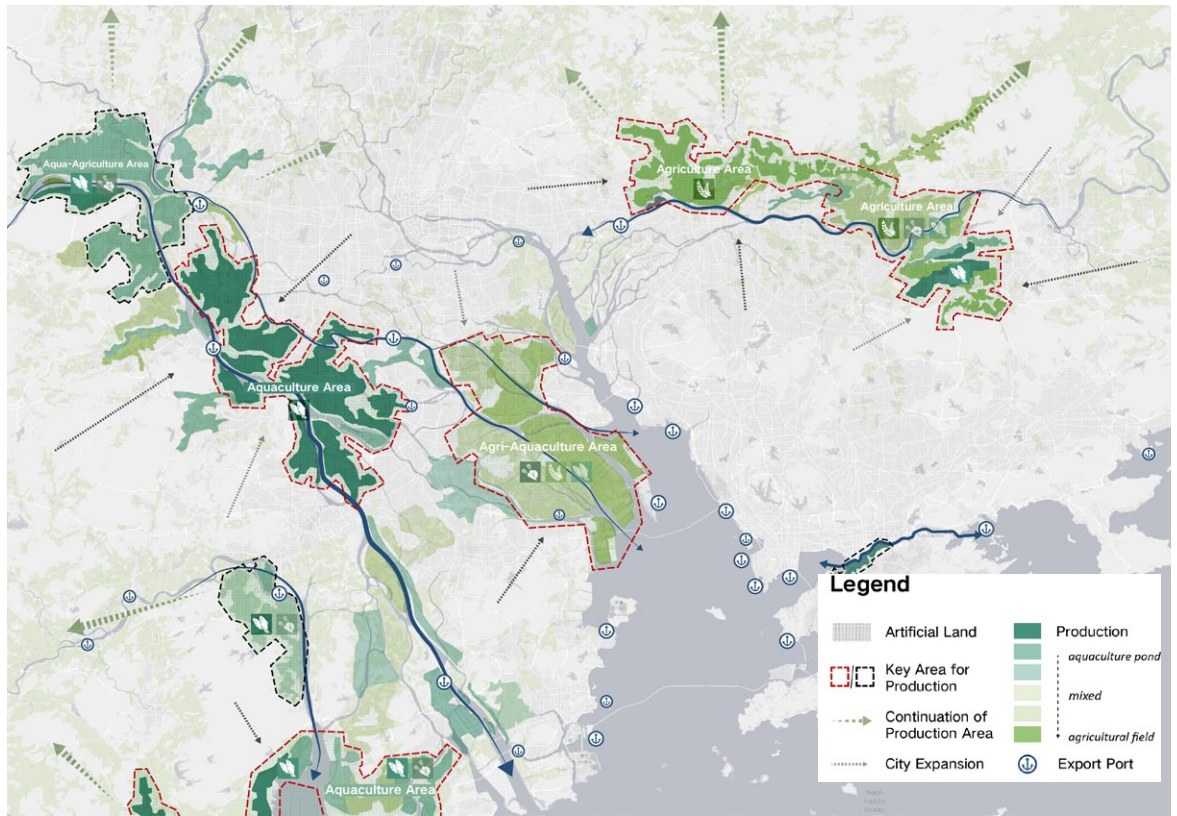 Aqua-Agriculture Area
Agriculture Area
Agriculture Area
Aquaculture Area
Agri-Aquaculture Area
Aquaculture Area
Legend
Artificial Land
Key Area for
Production
Continuation of
Production Area
City Expansion
Production
aquaculture pond
mixed
agricultural field
Export Port